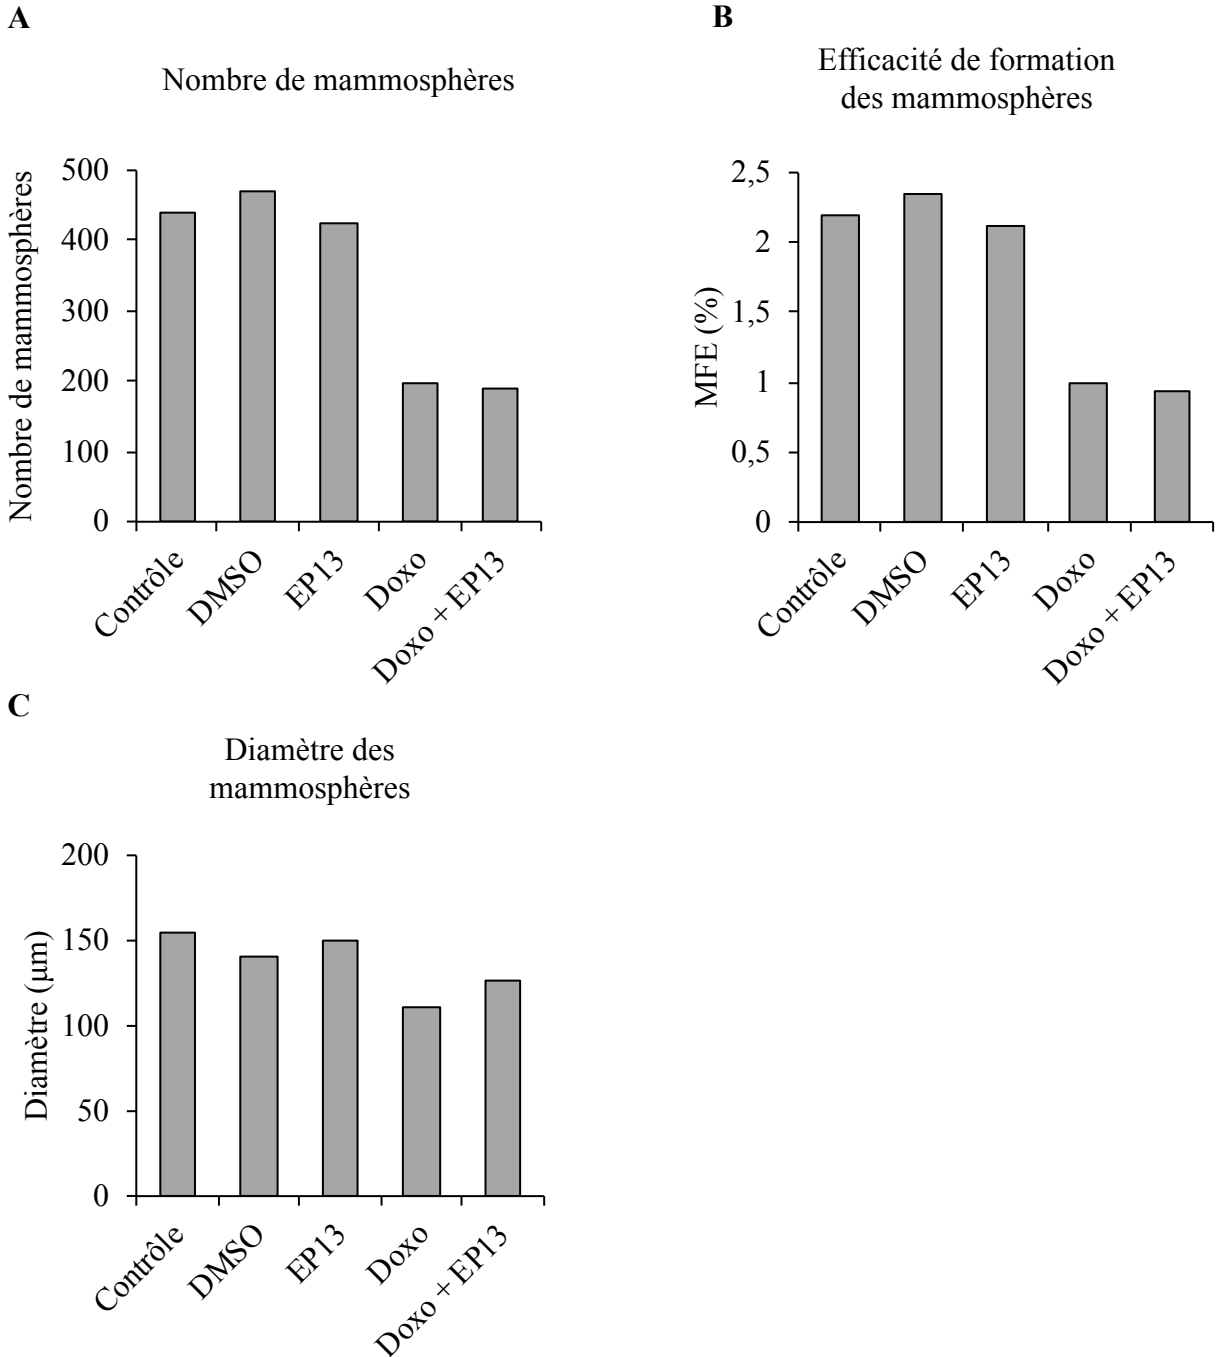 A
Nombre de mammosphères
Nombre de mammosphères
500
400
300
200
100
0
Contrôle
DMSO
EP13
Doxo
Doxo + EP13
B
Efficacité de formation
des mammosphères
MFE (%)
2,5
2
1,5
1
0,5
0
Contrôle
DMSO
EP13
Doxo
Doxo + EP13
C
Diamètre des
mammosphères
Diamètre (µm)
200
150
100
50
0
Contrôle
DMSO
EP13
Doxo
Doxo + EP13